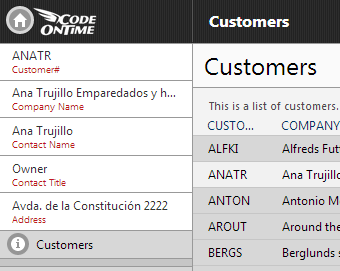 CODE
ONTIME
Customers
ANATR
Customer#
Ana Trujillo Emparedados y h...
Company Name
Ana Trujillo
Contact Name
Owner
Contact Title
Avda. de la Constitución 2222
Address
Customers
Customers
This is a list of customers.
CUSTO... COMPANY
ALFKI Alfreds Fut
ANATR Ana Trujillo
ANTON Antonio M
AROUT Around the
BERGS Berglunds s